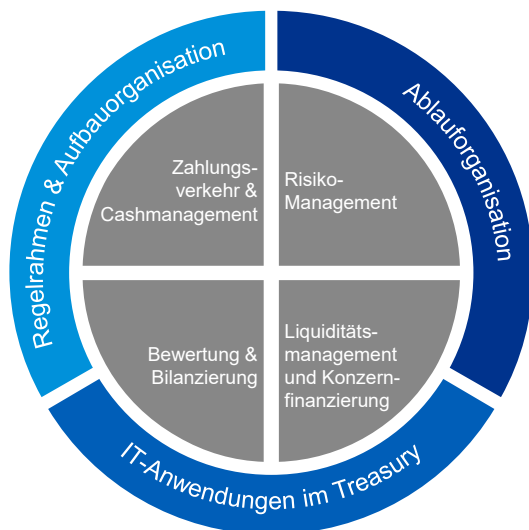 Regelrahmen & Aufbauorganisation
Ablauforganisation
Zahlungs-
verkehr &
Cashmanagement
Risiko-
Management
Bewertung &
Bilanzierung
Liquiditäts-
management
und Konzern-
finanzierung
IT-Anwendungen im Treasury